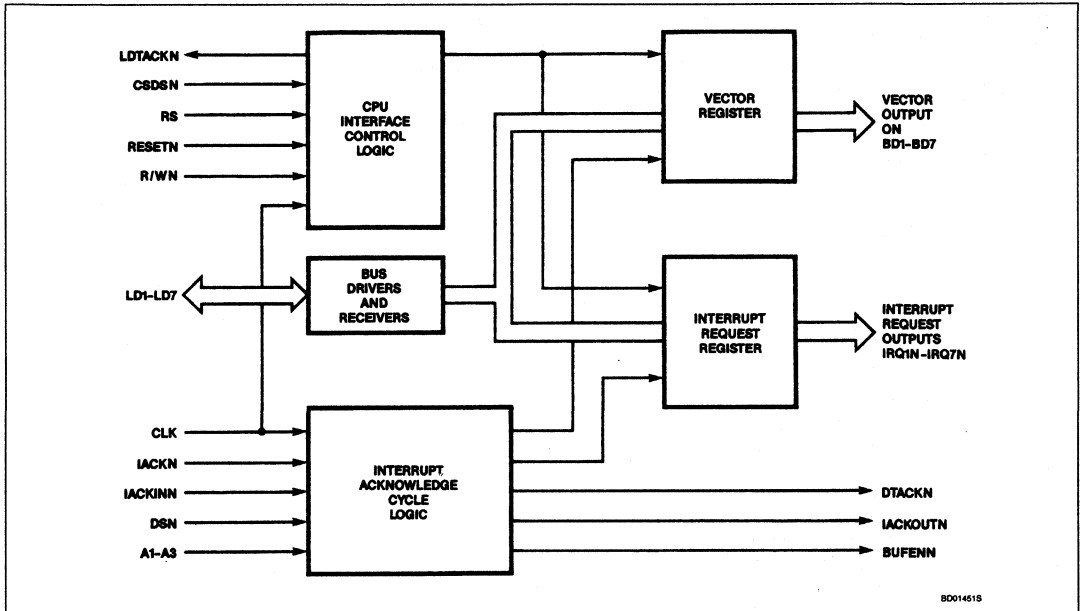 LDTACKN
CSDSN
RS
RESETN
R/WN
CPU
INTERFACE
CONTROL
LOGIC
VECTOR
REGISTER
VECTOR
OUTPUT
ON
BD1-BD7
LD1-LD7
BUS
DRIVERS
AND
RECEIVERS
INTERRUPT
REQUEST
REGISTER
INTERRUPT
REQUEST
OUTPUTS
IRQ1N-IRQ7N
CLK
IACKN
IACKINN
DSN
A1-A3
INTERRUPT
ACKNOWLEDGE
CYCLE
LOGIC
DTACKN
IACKOUTN
BUFENN
BD01451S